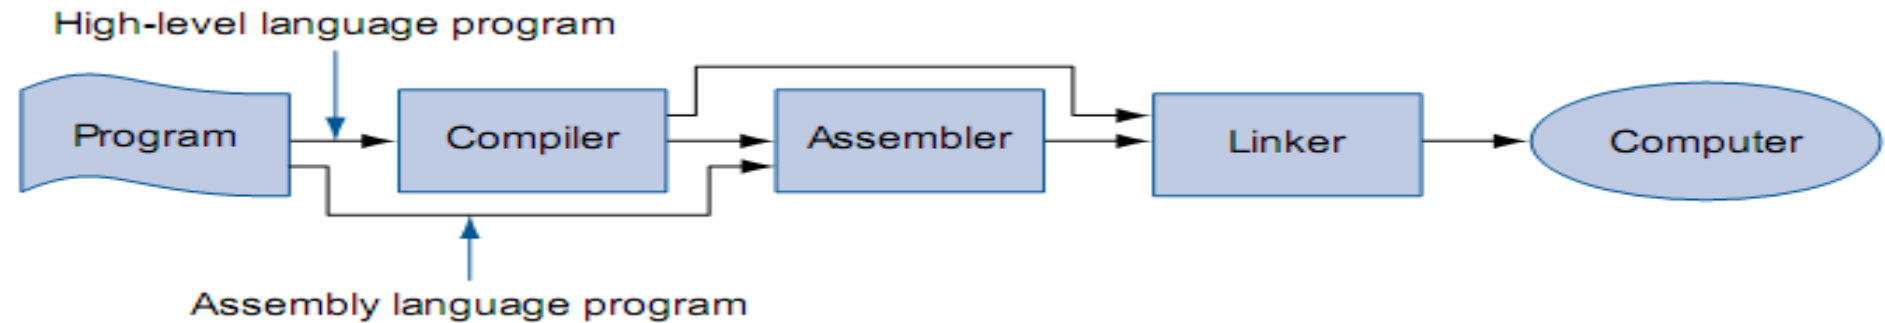 High-level language program
Program
Compiler
Assembler
Linker
Computer
Assembly language program